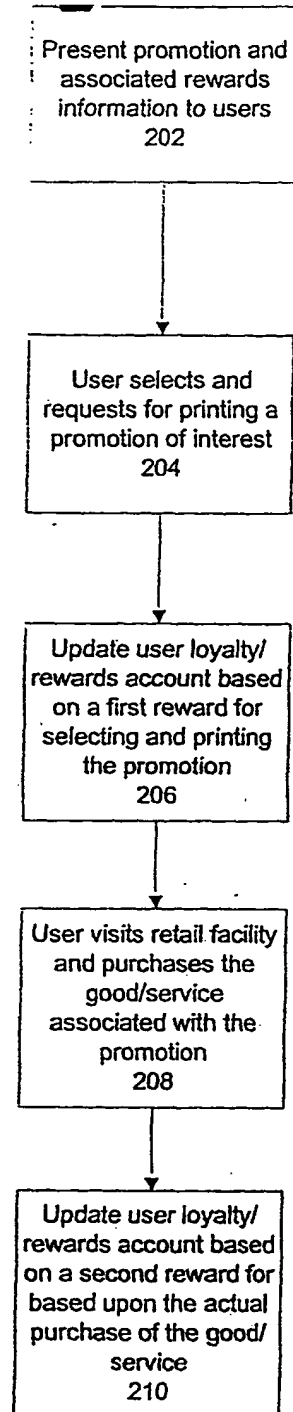 Present promotion and
associated rewards
information to users
202
User selects and
requests for printing a
promotion of interest
204
Update user loyalty/
rewards account based
on a first reward for
selecting and printing
the promotion
206
User visits retail facility
and purchases the
good/service
associated with the
promotion
208
Update user loyalty/
rewards account based
on a second reward for
based upon the actual
purchase of the good/
service
210